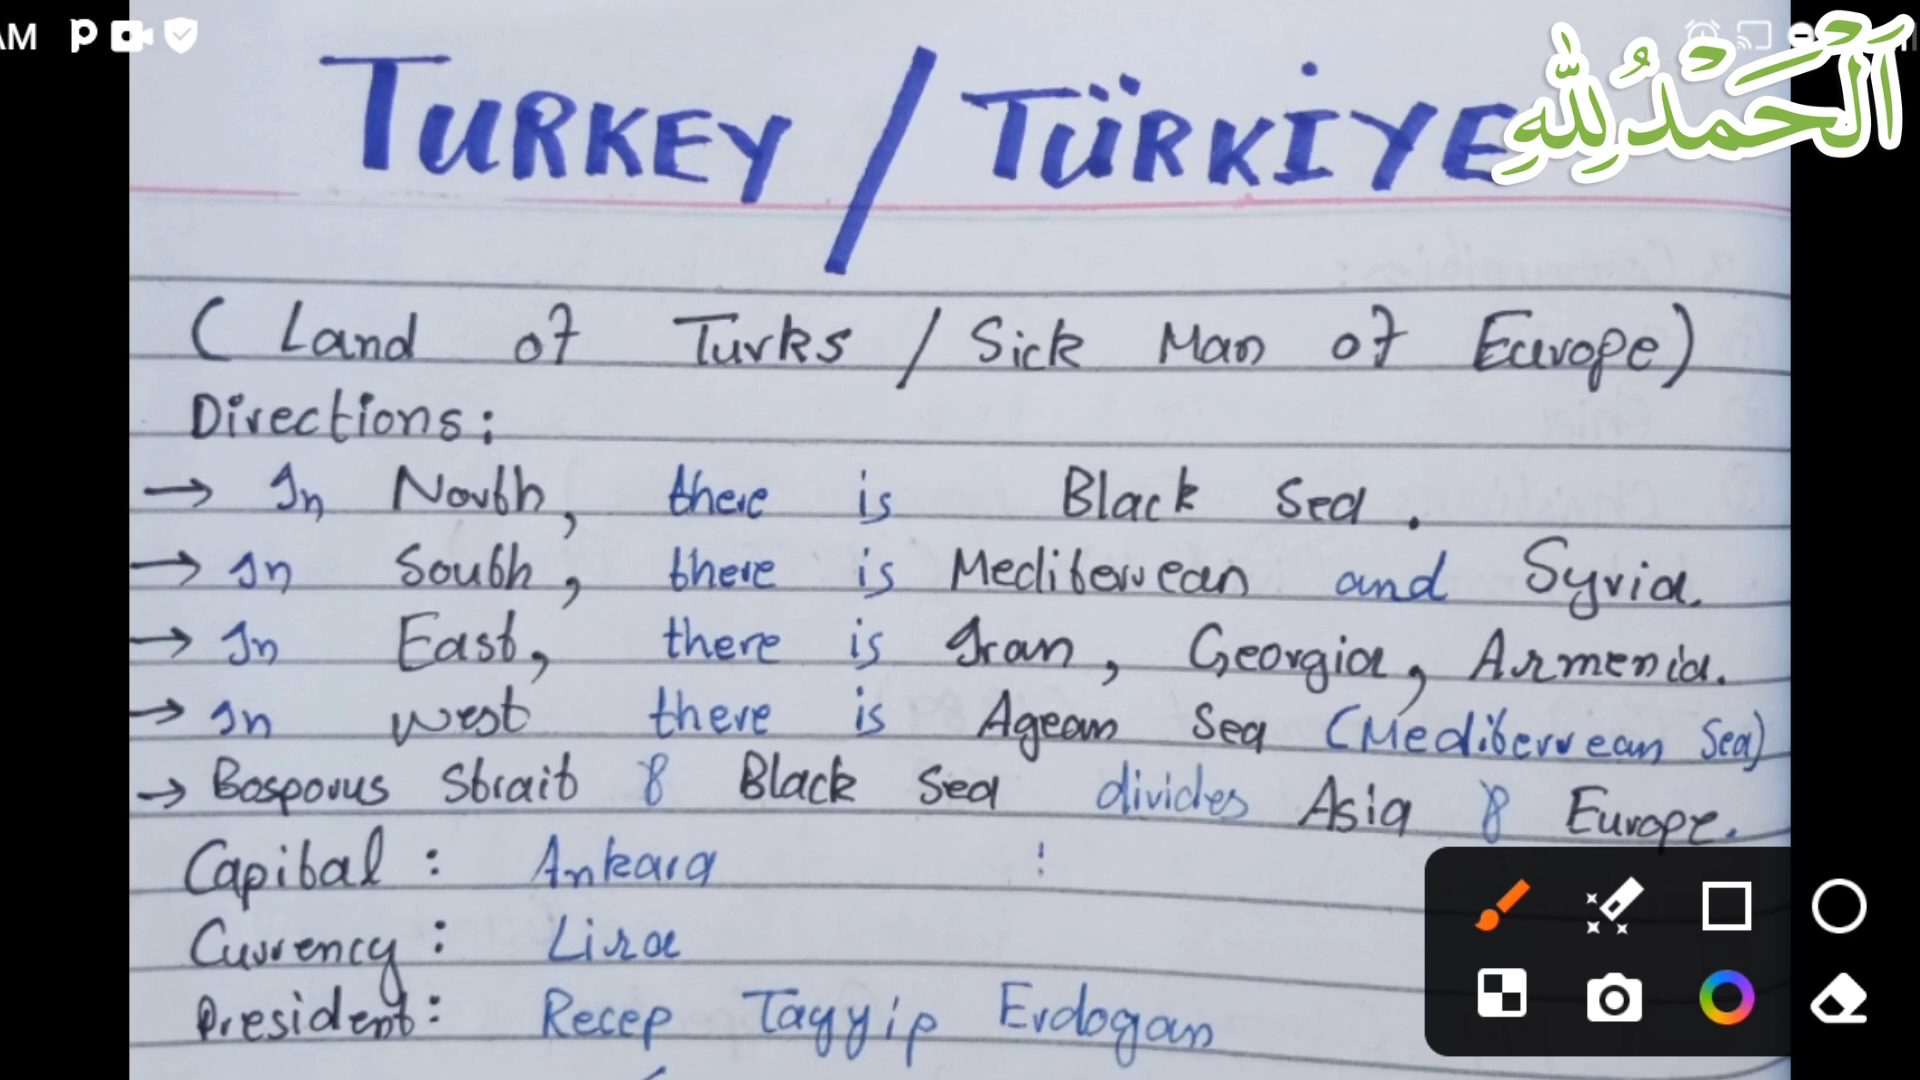 AM
اَلْحَمْدُلِلّٰهِ
TURKEY / TÜRKİYE
( Land of Turks / Sick Man of Europe)
Directions:
→ In North, there is Black Sea.
→ In South, there is Mediterrean and Syria.
→ In East, there is Iran, Georgia, Armenia.
→ In west there is Agean Sea (Mediterrean Sea)
→ Bosporus Strait & Black Sea divides Asia & Europe.
Capital : Ankara
Currency : Lira
President: Recep Tayyip Erdogan